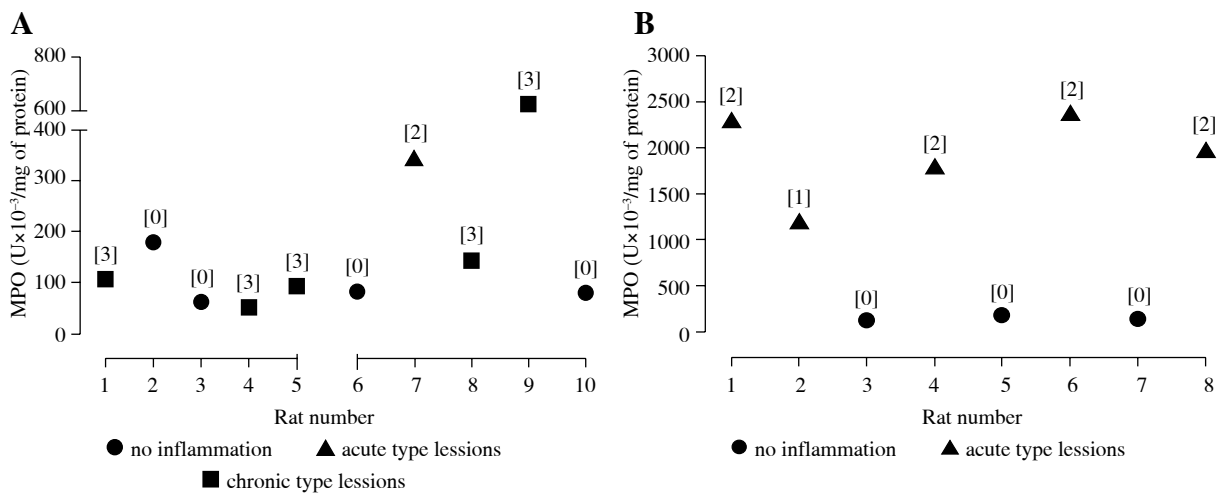 A
MPO (U×10⁻³/mg of protein)
800
600
400
300
200
100
0
[3]
[0]
[0]
[3]
[3]
[0]
[2]
[3]
[3]
[0]
1 2 3 4 5 6 7 8 9 10
Rat number
● no inflammation ▲ acute type lessions
■ chronic type lessions
B
MPO (U×10⁻³/mg of protein)
3000
2500
2000
1500
1000
500
0
[2]
[1]
[0]
[2]
[0]
[2]
[0]
[2]
1 2 3 4 5 6 7 8
Rat number
● no inflammation ▲ acute type lessions